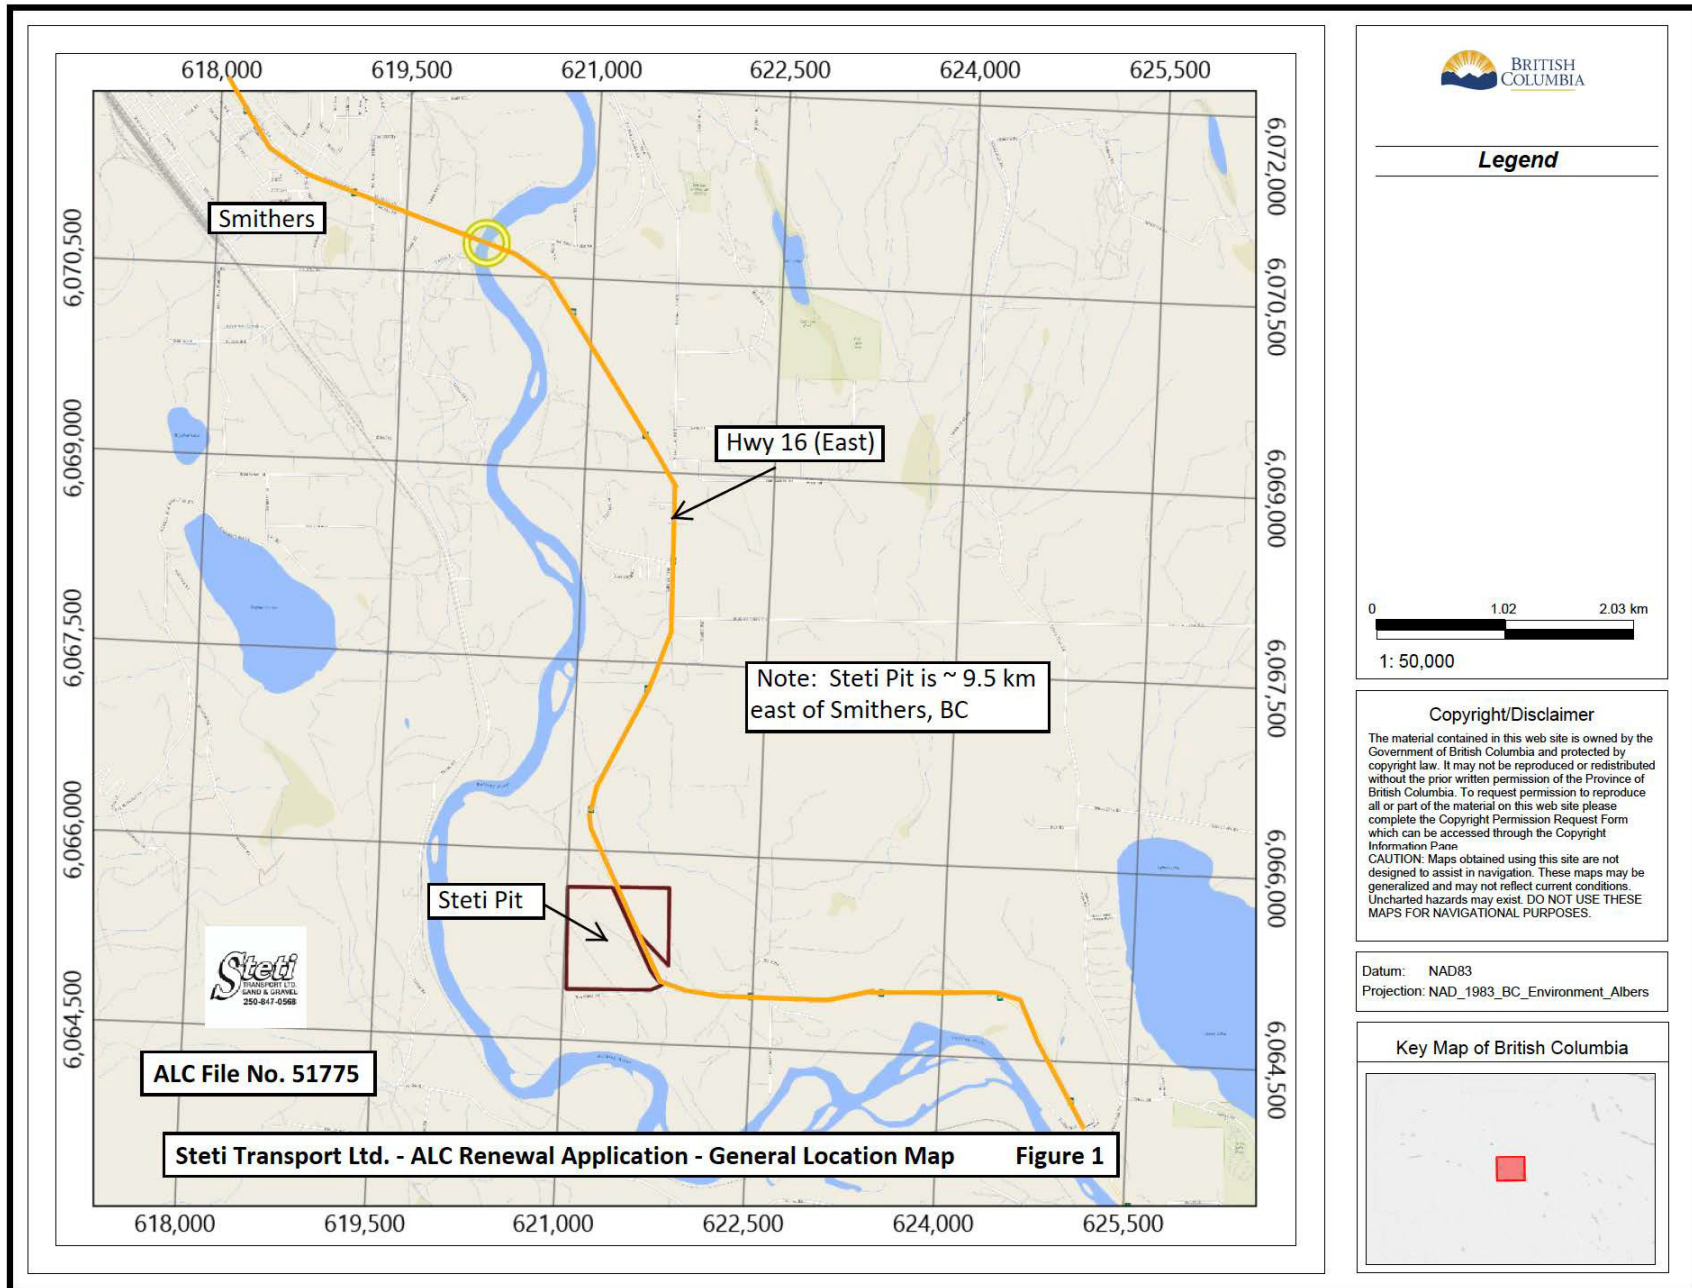 618,000 619,500 621,000 622,500 624,000 625,500
6,070,500
6,069,000
6,067,500
6,066,000
6,064,500
6,072,000
6,070,500
6,069,000
6,067,500
6,066,000
6,064,500
Smithers
Hwy 16 (East)
Note: Steti Pit is ~ 9.5 km
east of Smithers, BC
Steti Pit
Steti
TRANSPORT LTD.
SAND & GRAVEL
250-847-0568
ALC File No. 51775
Steti Transport Ltd. - ALC Renewal Application - General Location Map Figure 1
618,000 619,500 621,000 622,500 624,000 625,500
BRITISH
COLUMBIA
Legend
0 1.02 2.03 km
1: 50,000
Copyright/Disclaimer
The material contained in this web site is owned by the
Government of British Columbia and protected by
copyright law. It may not be reproduced or redistributed
without the prior written permission of the Province of
British Columbia. To request permission to reproduce
all or part of the material on this web site please
complete the Copyright Permission Request Form
which can be accessed through the Copyright
Information Page
CAUTION: Maps obtained using this site are not
designed to assist in navigation. These maps may be
generalized and may not reflect current conditions.
Uncharted hazards may exist. DO NOT USE THESE
MAPS FOR NAVIGATIONAL PURPOSES.
Datum: NAD83
Projection: NAD_1983_BC_Environment_Albers
Key Map of British Columbia